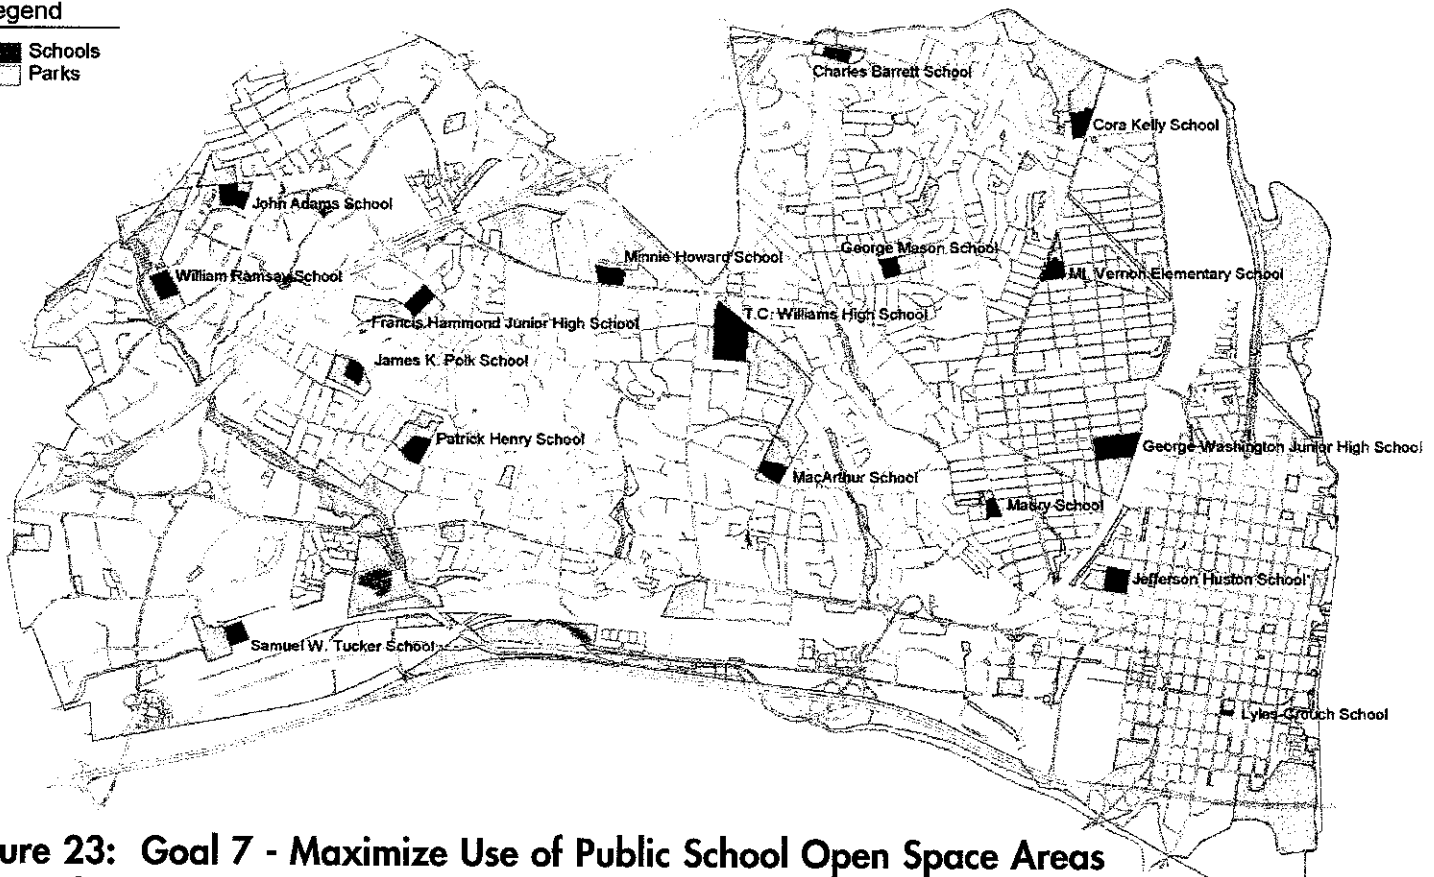 egend
Schools
Parks
Charles Barrett School
Cora Kelly School
John Adams School
George Mason School
Minnie Howard School
Mt. Vernon Elementary School
William Ramsay School
T.C. Williams High School
Francis Hammond Junior High School
James K. Polk School
Patrick Henry School
George Washington Junior High School
MacArthur School
Maury School
Jefferson Huston School
Samuel W. Tucker School
Lyles-Crouch School
ure 23: Goal 7 - Maximize Use of Public School Open Space Areas